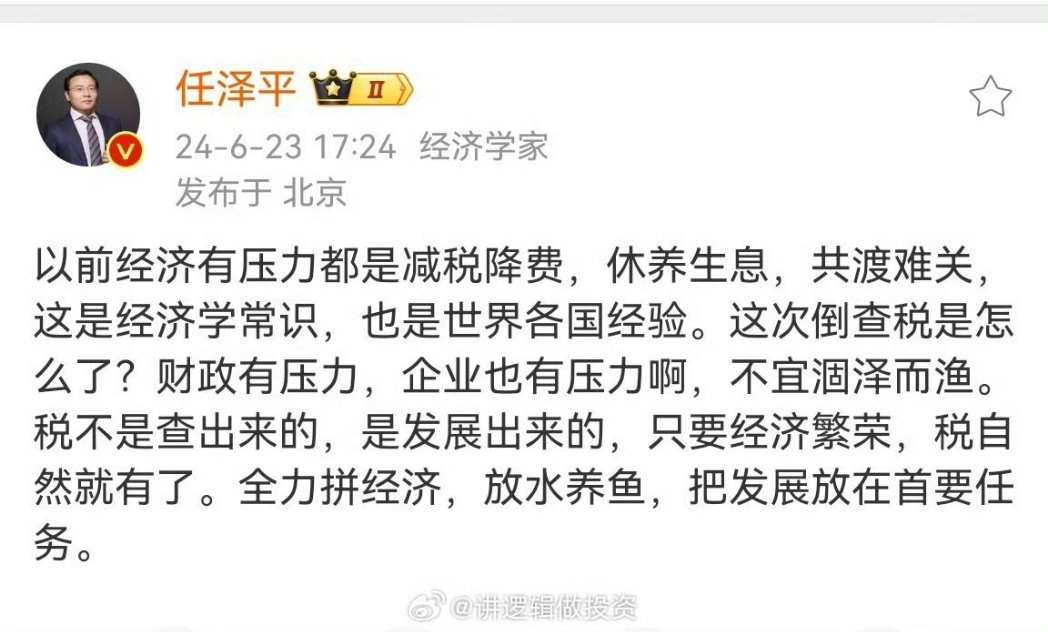 任泽平 II
24-6-23 17:24 经济学家
发布于 北京
以前经济有压力都是减税降费，休养生息，共渡难关，
这是经济学常识，也是世界各国经验。这次倒查税是怎
么了？财政有压力，企业也有压力啊，不宜涸泽而渔。
税不是查出来的，是发展出来的，只要经济繁荣，税自
然就有了。全力拼经济，放水养鱼，把发展放在首要任
务。
@讲逻辑做投资